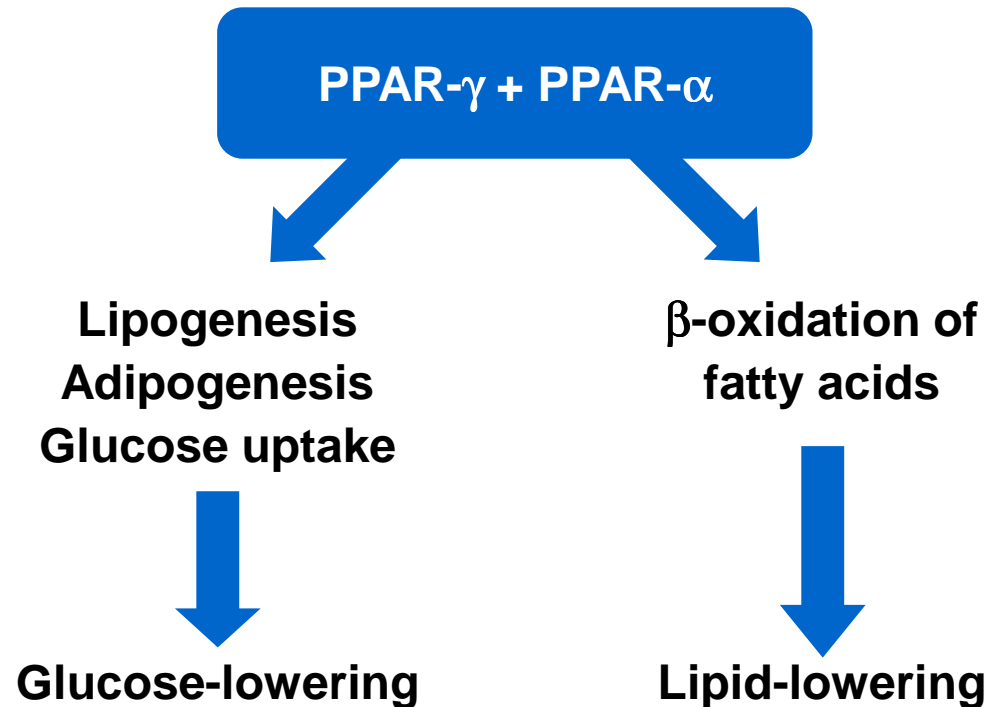 PPAR-γ + PPAR-α
Lipogenesis
Adipogenesis
Glucose uptake
β-oxidation of
fatty acids
Glucose-lowering
Lipid-lowering